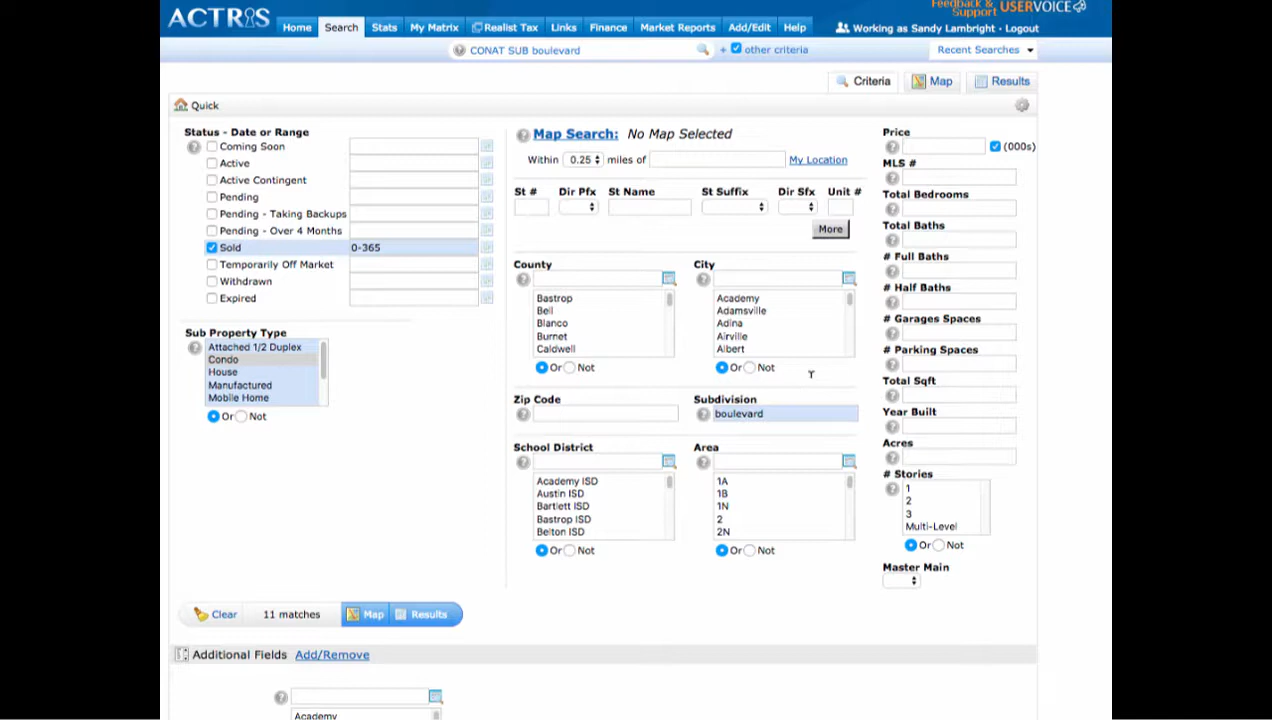 ACTRIS
Feedback &
Support USERVOICE
Home Search Stats My Matrix Realist Tax Links Finance Market Reports Add/Edit Help
Working as Sandy Lambright - Logout
CONAT SUB boulevard + other criteria Recent Searches
Criteria Map Results
Quick
Status - Date or Range
Coming Soon
Active
Active Contingent
Pending
Pending - Taking Backups
Pending - Over 4 Months
Sold 0-365
Temporarily Off Market
Withdrawn
Expired
Sub Property Type
Attached 1/2 Duplex
Condo
House
Manufactured
Mobile Home
Or Not
Map Search: No Map Selected
Within 0.25 miles of My Location
St # Dir Pfx St Name St Suffix Dir Sfx Unit #
More
County
Bastrop
Bell
Blanco
Burnet
Caldwell
Or Not
City
Academy
Adamsville
Adina
Airville
Albert
Or Not
Zip Code
Subdivision
boulevard
School District
Academy ISD
Austin ISD
Bartlett ISD
Bastrop ISD
Belton ISD
Or Not
Area
1A
1B
1N
2
2N
Or Not
Price
(000s)
MLS #
Total Bedrooms
Total Baths
# Full Baths
# Half Baths
# Garages Spaces
# Parking Spaces
Total Sqft
Year Built
Acres
# Stories
1
2
3
Multi-Level
Or Not
Master Main
Clear 11 matches Map Results
Additional Fields Add/Remove
Academy